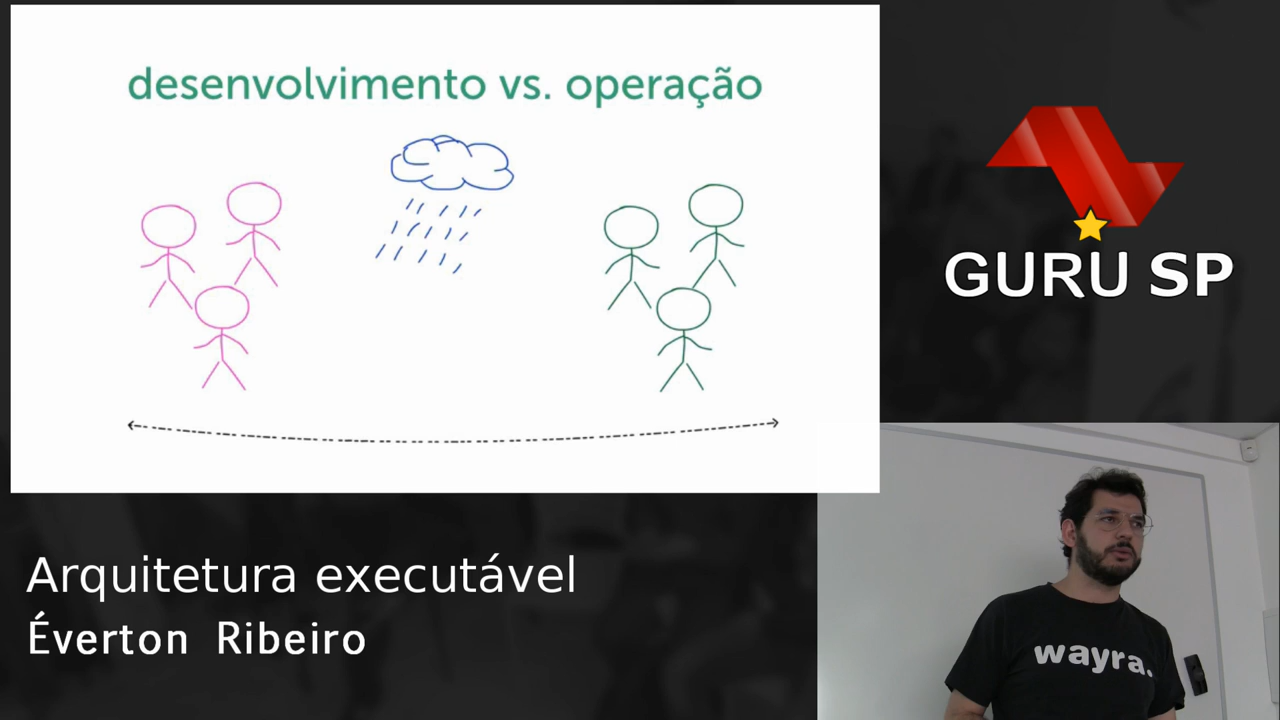 desenvolvimento vs. operação
GURU SP
Arquitetura executável
Éverton Ribeiro
wayra.